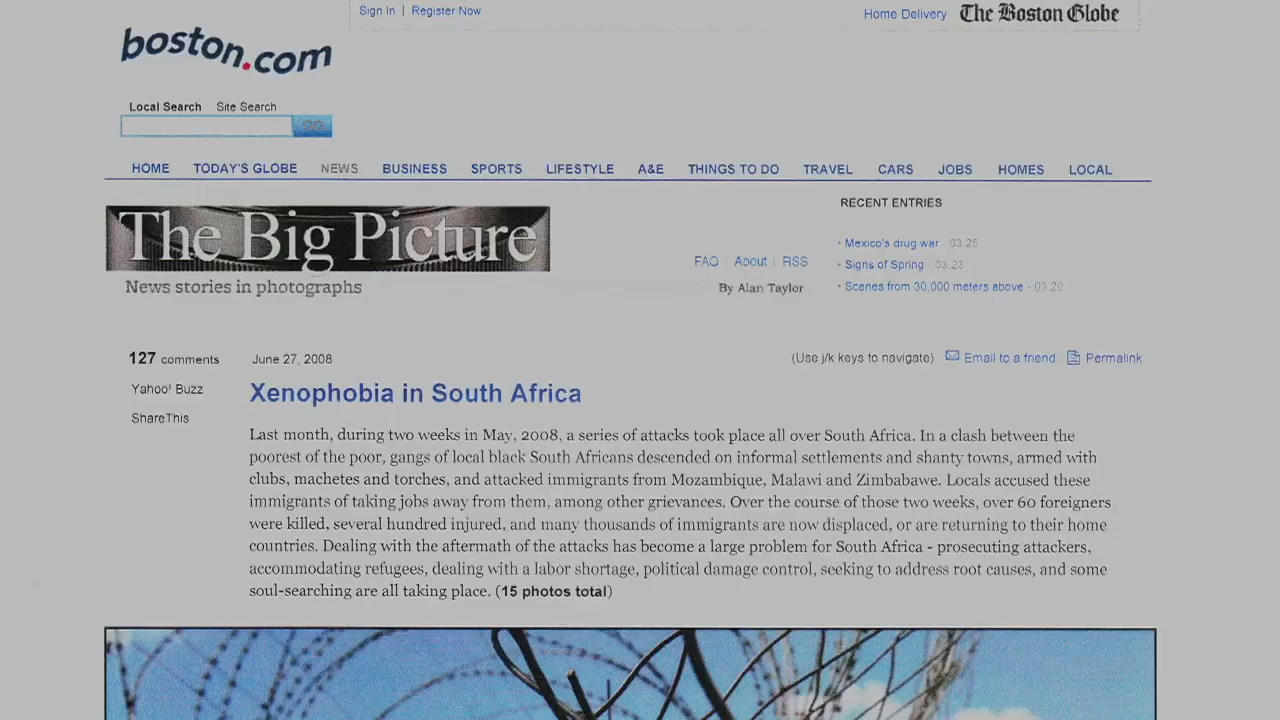 Sign In | Register Now
Home Delivery The Boston Globe
boston.com
Local Search Site Search
HOME TODAY'S GLOBE NEWS BUSINESS SPORTS LIFESTYLE A&E THINGS TO DO TRAVEL CARS JOBS HOMES LOCAL
The Big Picture
News stories in photographs
FAQ | About | RSS
By Alan Taylor
RECENT ENTRIES
· Mexico's drug war - 03.25
· Signs of Spring - 03.23
· Scenes from 30,000 meters above - 03.20
127 comments
Yahoo! Buzz
ShareThis
June 27, 2008
(Use j/k keys to navigate) Email to a friend Permalink
Xenophobia in South Africa
Last month, during two weeks in May, 2008, a series of attacks took place all over South Africa. In a clash between the
poorest of the poor, gangs of local black South Africans descended on informal settlements and shanty towns, armed with
clubs, machetes and torches, and attacked immigrants from Mozambique, Malawi and Zimbabwe. Locals accused these
immigrants of taking jobs away from them, among other grievances. Over the course of those two weeks, over 60 foreigners
were killed, several hundred injured, and many thousands of immigrants are now displaced, or are returning to their home
countries. Dealing with the aftermath of the attacks has become a large problem for South Africa - prosecuting attackers,
accommodating refugees, dealing with a labor shortage, political damage control, seeking to address root causes, and some
soul-searching are all taking place. (15 photos total)